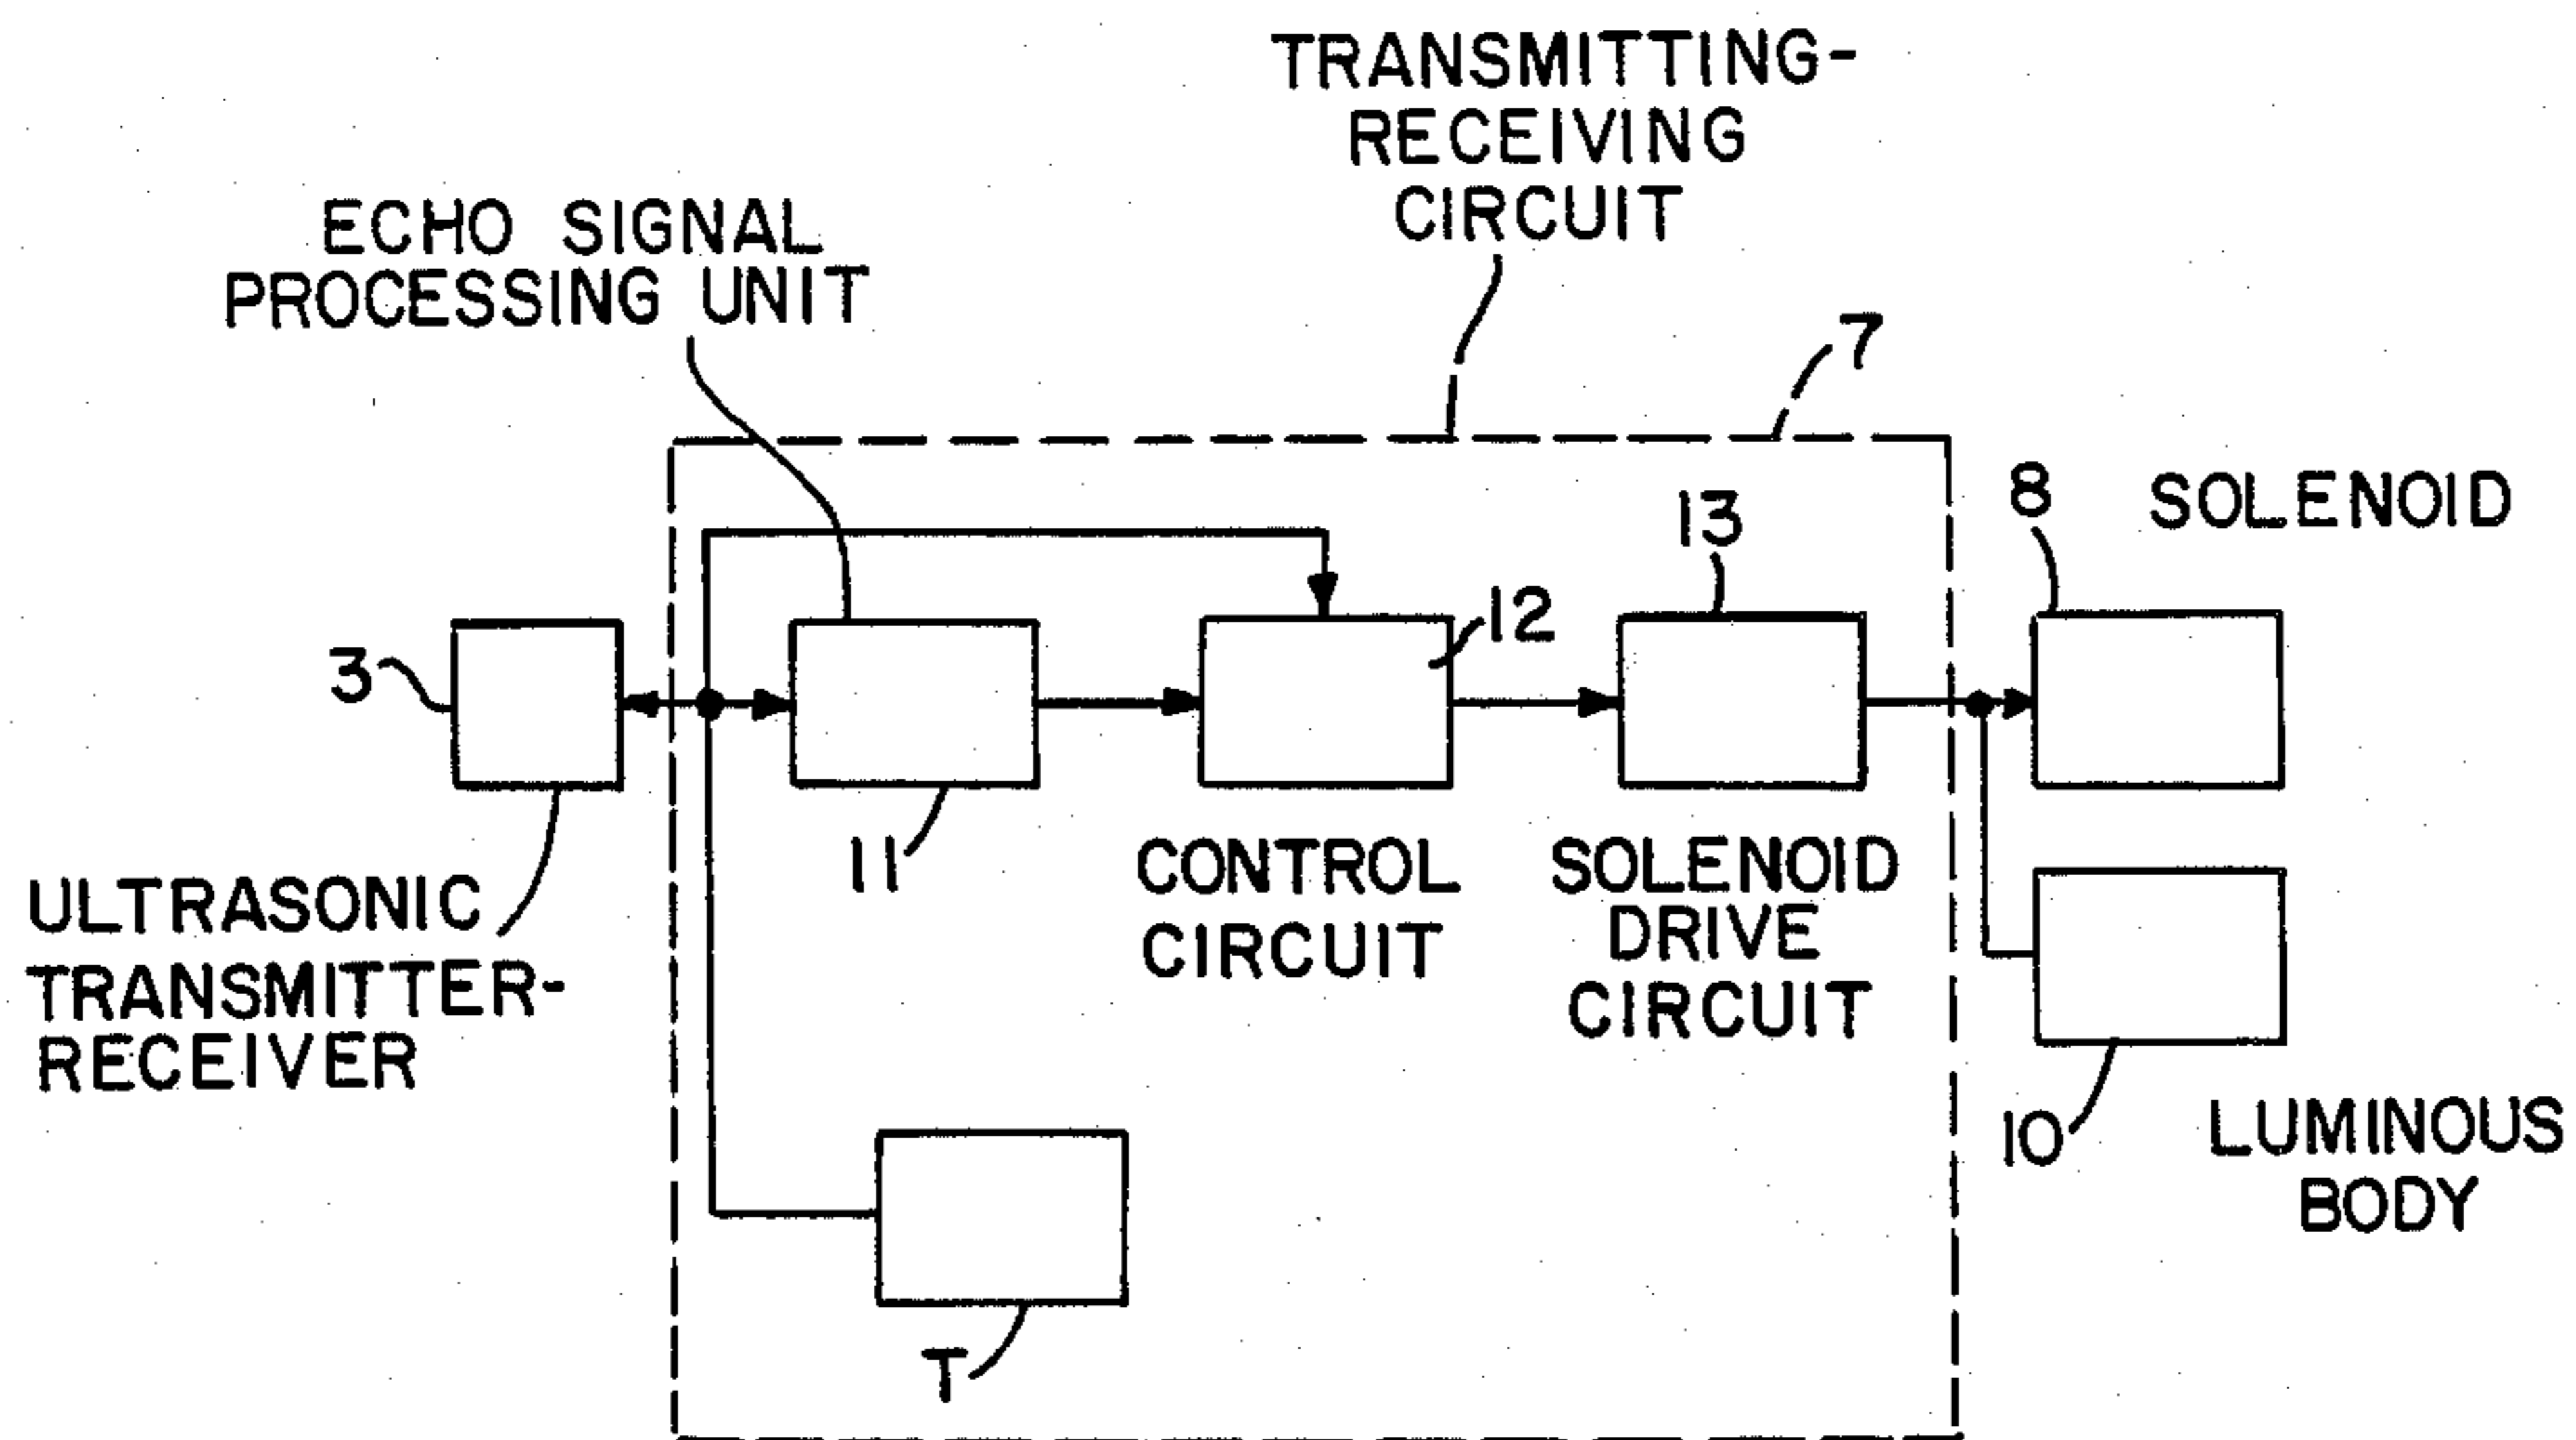 TRANSMITTING-
RECEIVING
CIRCUIT
ECHO SIGNAL
PROCESSING UNIT
7
8
SOLENOID
13
12
3
11
CONTROL
CIRCUIT
SOLENOID
DRIVE
CIRCUIT
ULTRASONIC
TRANSMITTER-
RECEIVER
10
LUMINOUS
BODY
T